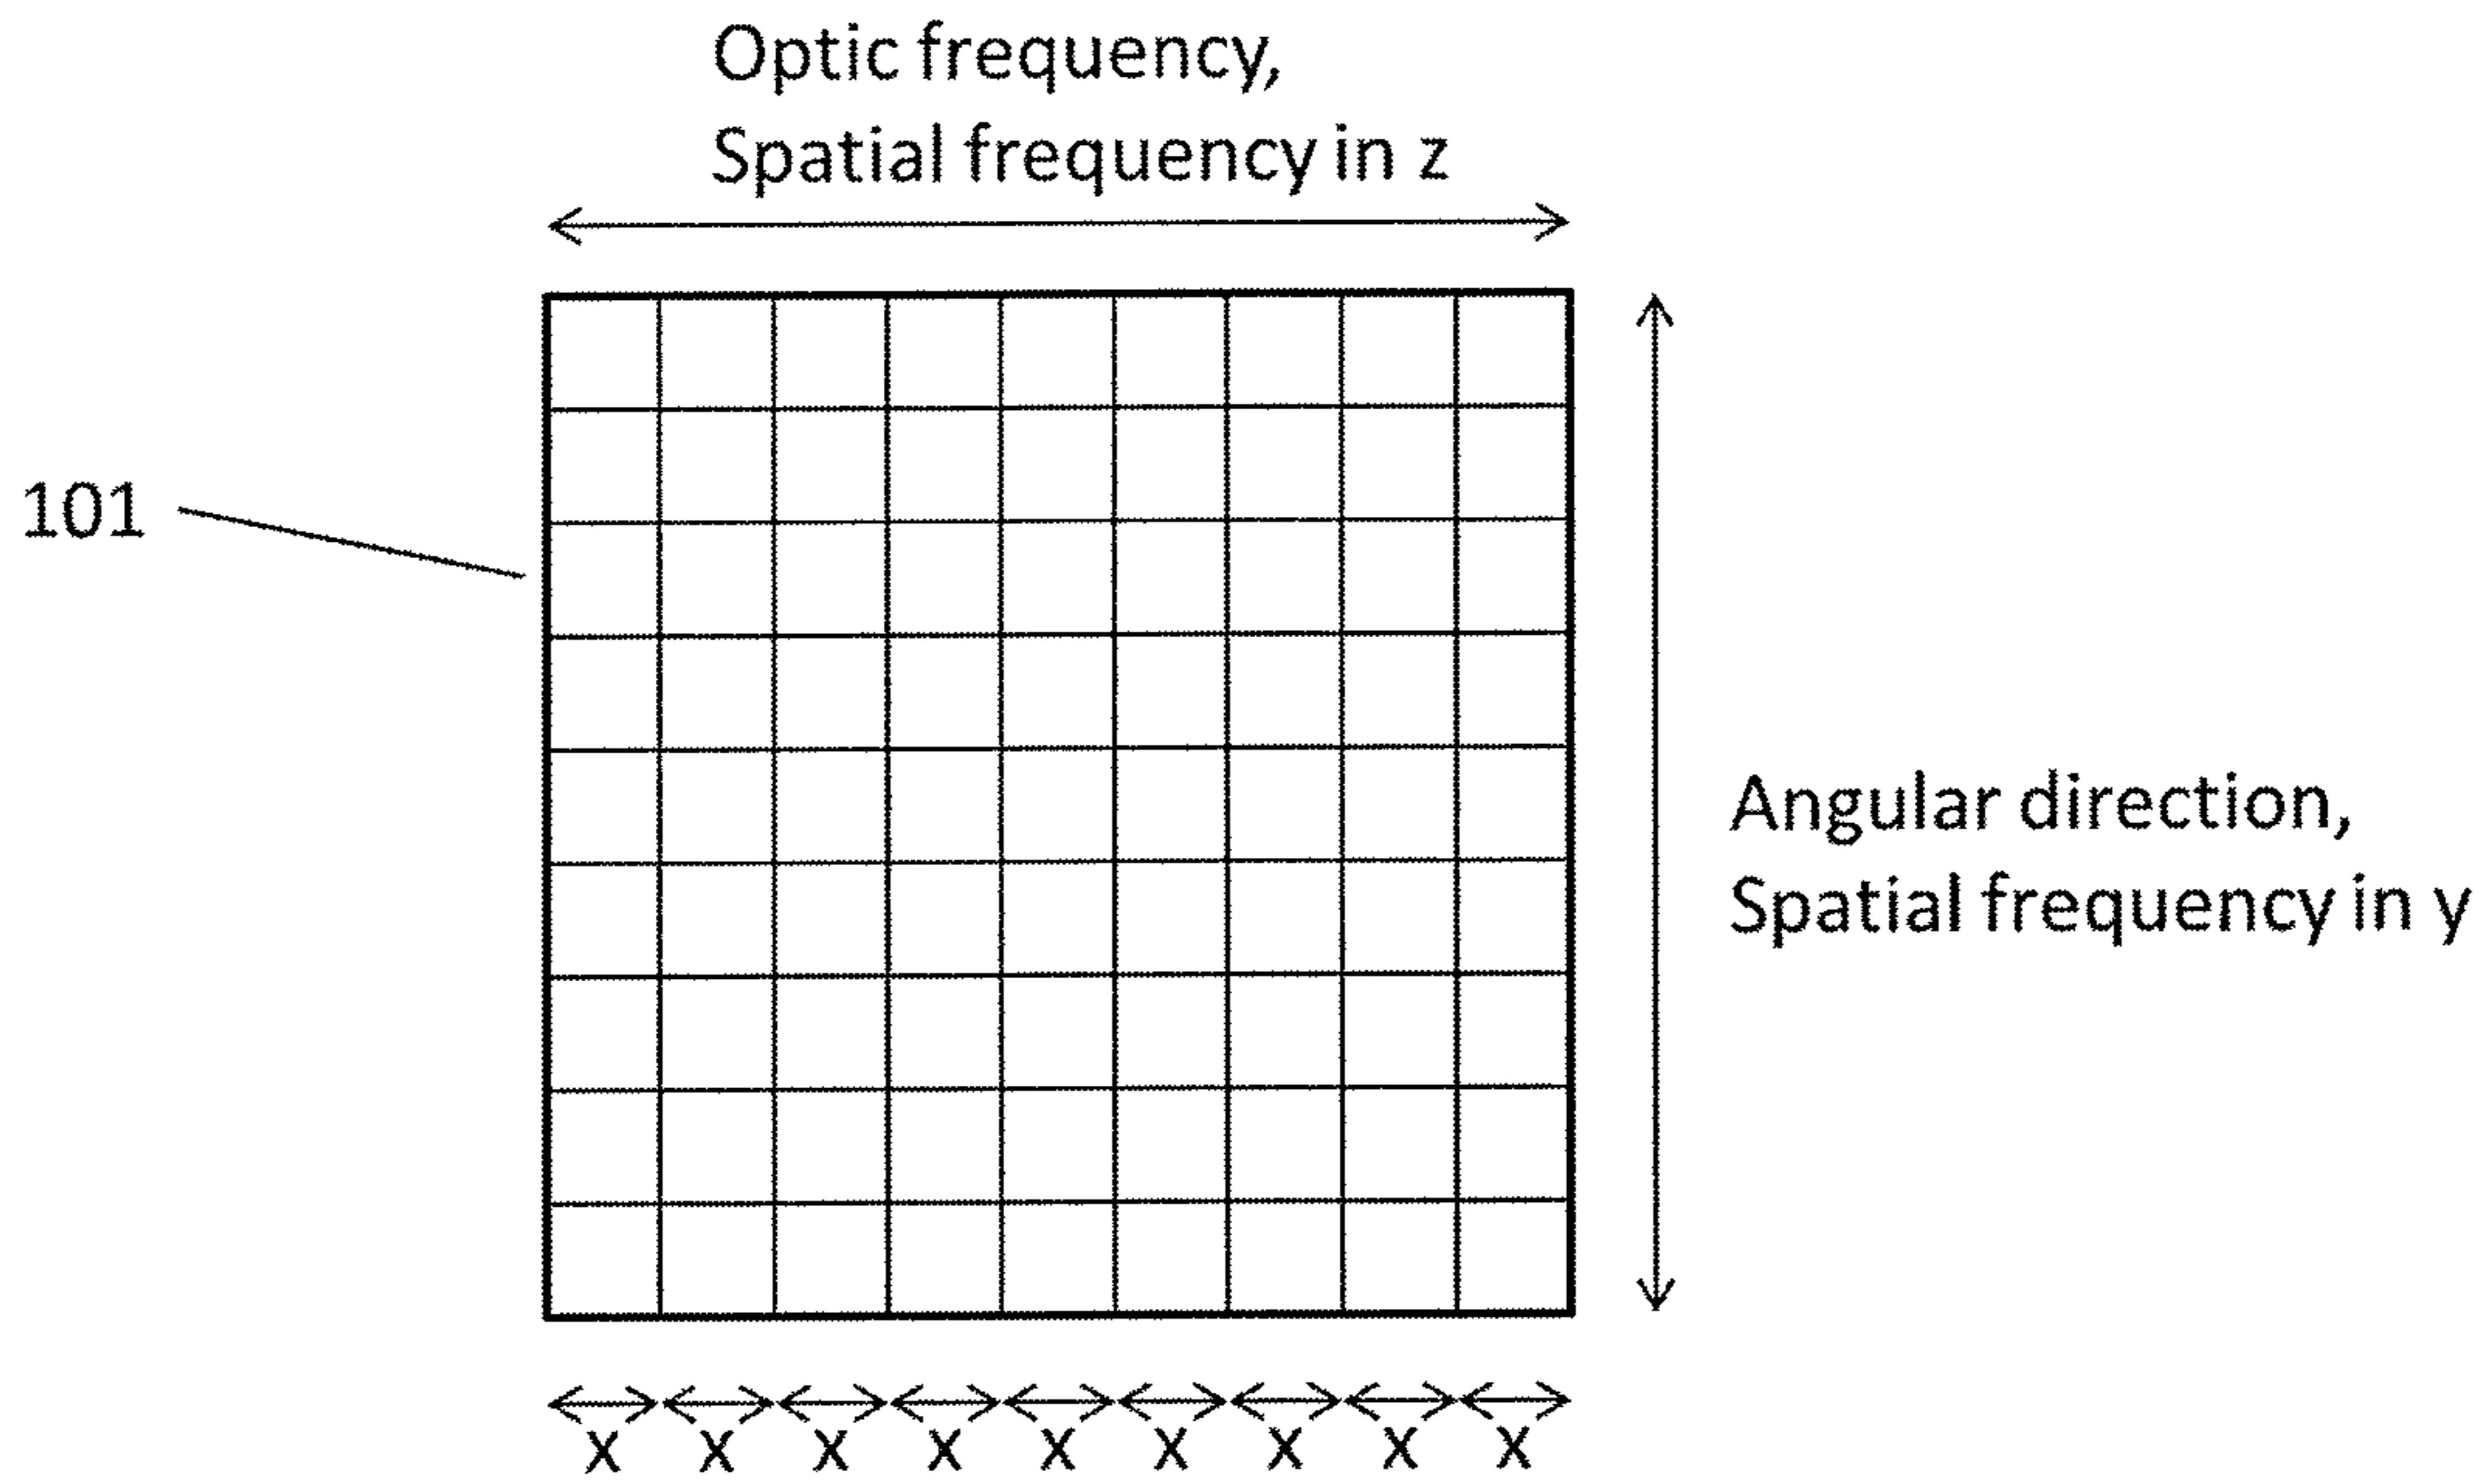 Optic frequency,
Spatial frequency in z
101
Angular direction,
Spatial frequency in y
x x x x x x x x x